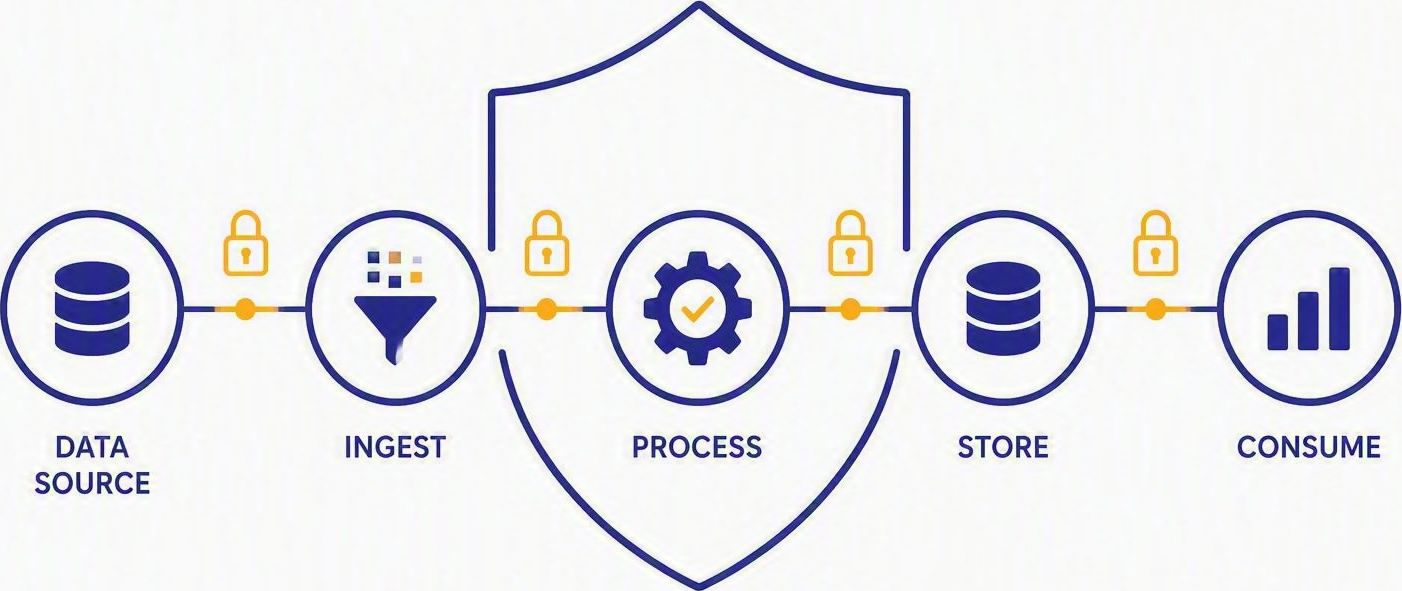 DATA
SOURCE
INGEST
PROCESS
STORE
CONSUME